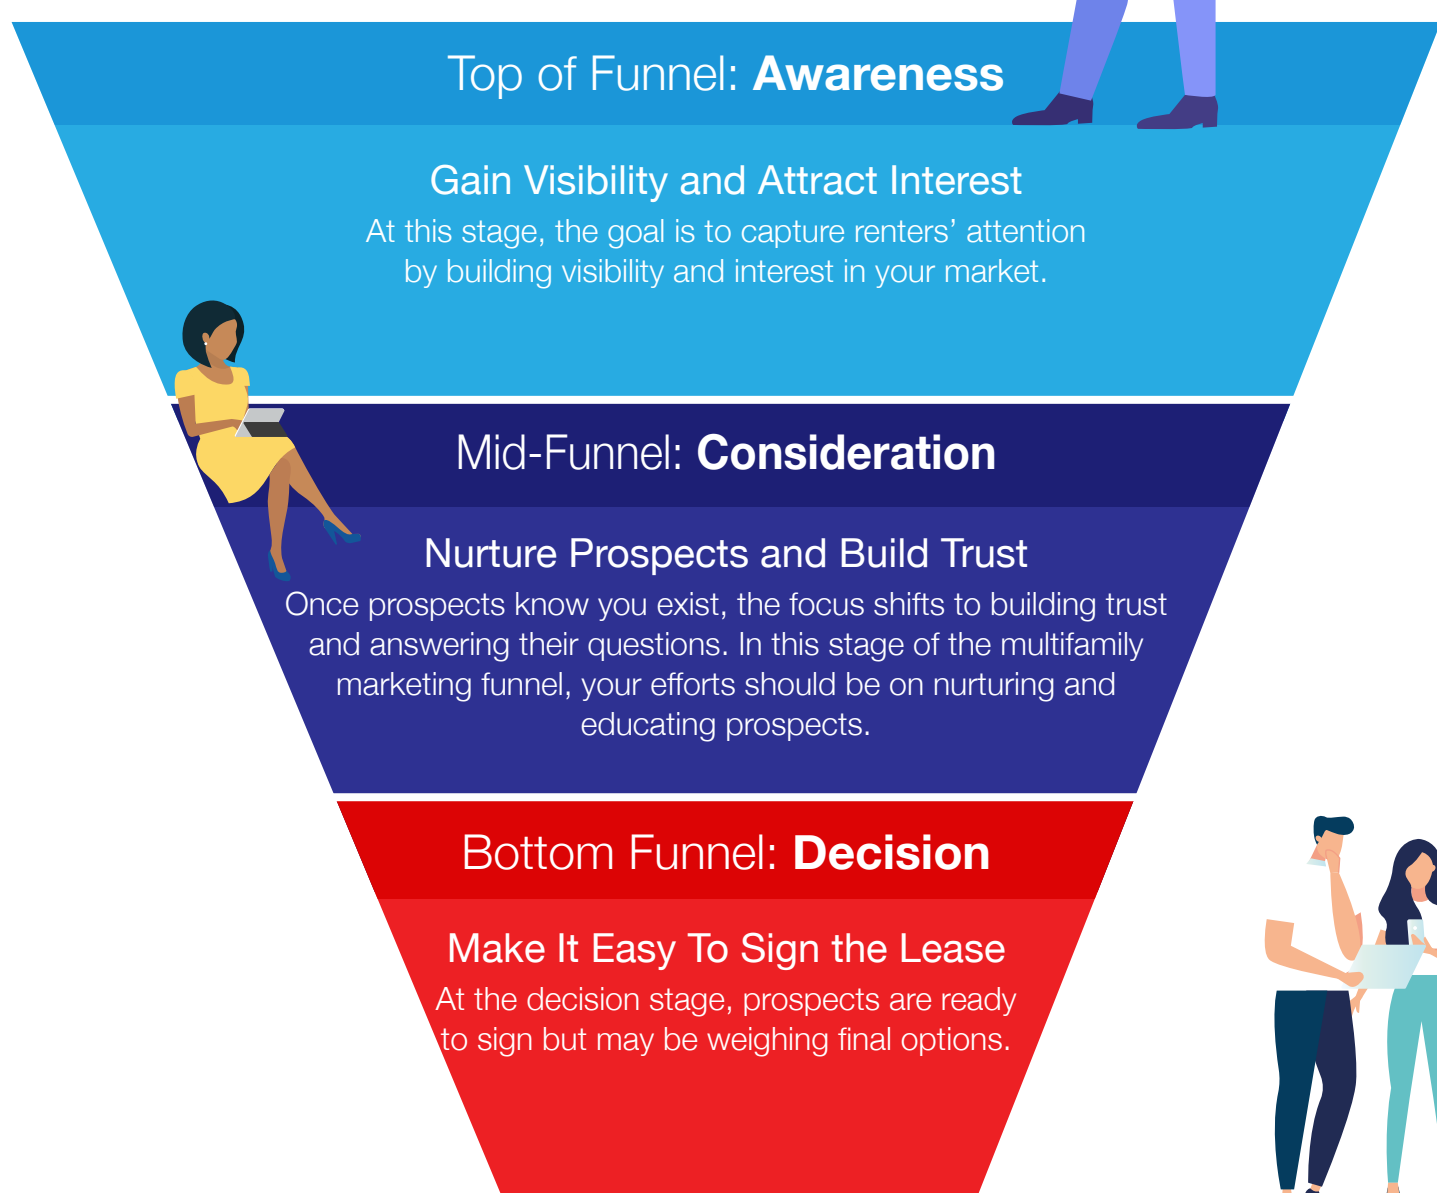 Top of Funnel: Awareness
Gain Visibility and Attract Interest
At this stage, the goal is to capture renters’ attention
by building visibility and interest in your market.
Mid-Funnel: Consideration
Nurture Prospects and Build Trust
Once prospects know you exist, the focus shifts to building trust
and answering their questions. In this stage of the multifamily
marketing funnel, your efforts should be on nurturing and
educating prospects.
Bottom Funnel: Decision
Make It Easy To Sign the Lease
At the decision stage, prospects are ready
to sign but may be weighing final options.